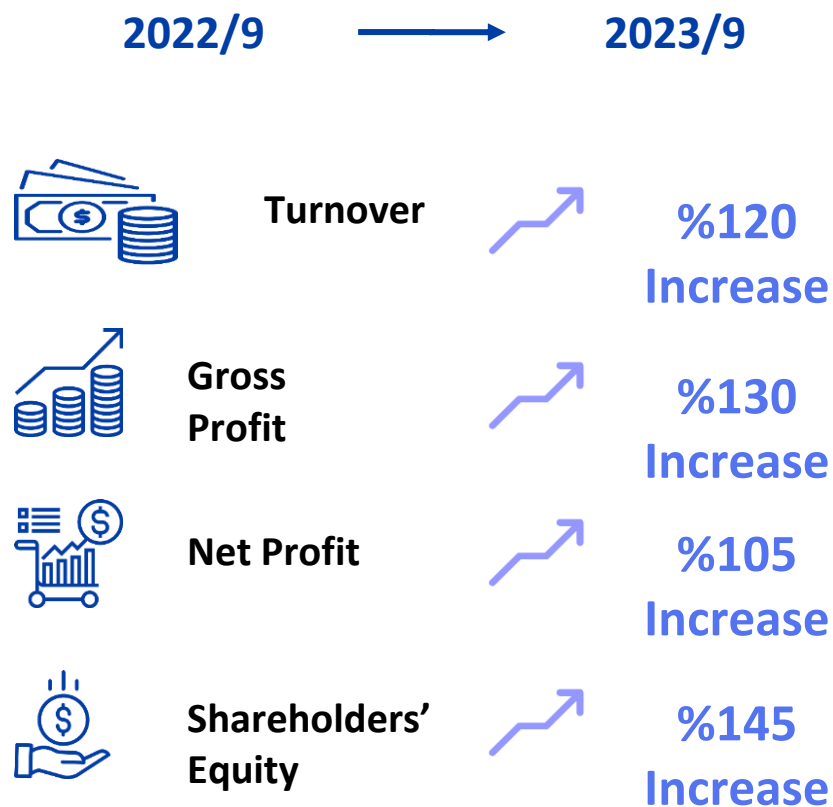 2022/9 2023/9
Turnover
%120
Increase
Gross
Profit
%130
Increase
Net Profit
%105
Increase
Shareholders’
Equity
%145
Increase